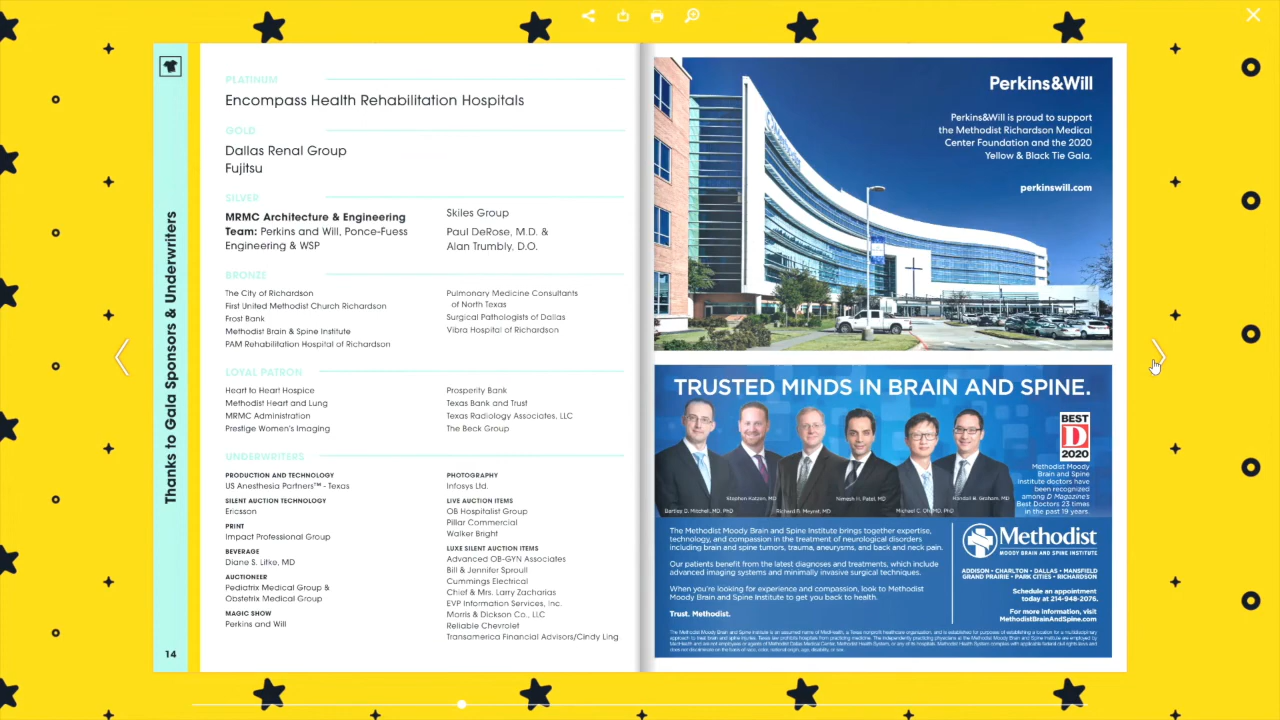 Thanks to Gala Sponsors & Underwriters
14
PLATINUM
Encompass Health Rehabilitation Hospitals
GOLD
Dallas Renal Group
Fujitsu
SILVER
MRMC Architecture & Engineering
Team: Perkins and Will, Ponce-Fuess
Engineering & WSP
Skiles Group
Paul DeRose, M.D. &
Alan Trumbly, D.O.
BRONZE
The City of Richardson
First United Methodist Church Richardson
Frost Bank
Methodist Brain & Spine Institute
PAM Rehabilitation Hospital of Richardson
Pulmonary Medicine Consultants
of North Texas
Surgical Pathologists of Dallas
Vibra Hospital of Richardson
LOYAL PATRON
Heart to Heart Hospice
Methodist Heart and Lung
MRMC Administration
Prestige Women's Imaging
Prosperity Bank
Texas Bank and Trust
Texas Radiology Associates, LLC
The Beck Group
UNDERWRITERS
PRODUCTION AND TECHNOLOGY
US Anesthesia Partners™ - Texas
SILENT AUCTION TECHNOLOGY
Ericsson
PRINT
Impact Professional Group
BEVERAGE
Diane S. Litke, MD
AUCTIONEER
Pediatrix Medical Group &
Obstetrix Medical Group
MAGIC SHOW
Perkins and Will
PHOTOGRAPHY
Infosys Ltd.
LIVE AUCTION ITEMS
OB Hospitalist Group
Pillar Commercial
Walker Bright
LUXE SILENT AUCTION ITEMS
Advanced OB-GYN Associates
Bill & Jennifer Sproull
Cummings Electrical
Chief & Mrs. Larry Zacharias
EVP Information Services, Inc.
Morris & Dickson Co., LLC
Reliable Chevrolet
Transamerica Financial Advisors/Cindy Ling
Perkins&Will
Perkins&Will is proud to support
the Methodist Richardson Medical
Center Foundation and the 2020
Yellow & Black Tie Gala.
perkinswill.com
TRUSTED MINDS IN BRAIN AND SPINE.
BEST
D
2020
Methodist Moody
Brain and Spine
Institute doctors have
been recognized
among D Magazine's
Best Doctors 23 times
in the past 19 years.
Bartley D. Mitchell, MD, PhD
Nimesh H. Patel, MD
Michael C. Oh, MD, PhD
Randall B. Graham, MD
The Methodist Moody Brain and Spine Institute brings together expertise,
technology, and compassion in the treatment of neurological disorders
including brain and spine tumors, trauma, aneurysms, and back and neck pain.
Our patients benefit from the latest diagnoses and treatments, which include
advanced imaging systems and minimally invasive surgical techniques.
When you're looking for experience and compassion, look to Methodist
Moody Brain and Spine Institute to get you back to health.
Trust. Methodist.
Methodist
MOODY BRAIN AND SPINE INSTITUTE
ADDISON • CHARLTON • DALLAS • MANSFIELD
GRAND PRAIRIE • PARK CITIES • RICHARDSON
Schedule an appointment
today at 214-948-2076.
For more information, visit
MethodistBrainAndSpine.com